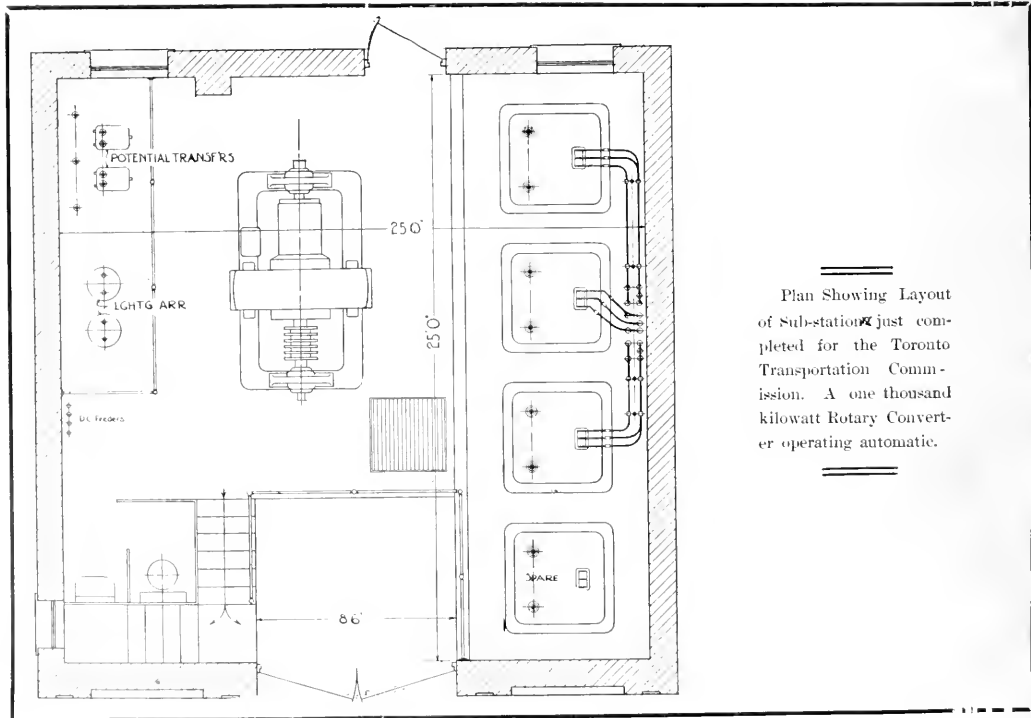 POTENTIAL TRANSFRS
25'0"
LGHTG ARR
25'0"
D.C. Feeders
SPARE
8'6"
Plan Showing Layout
of Sub-station just com-
pleted for the Toronto
Transportation Comm-
ission. A one thousand
kilowatt Rotary Convert-
er operating automatic.